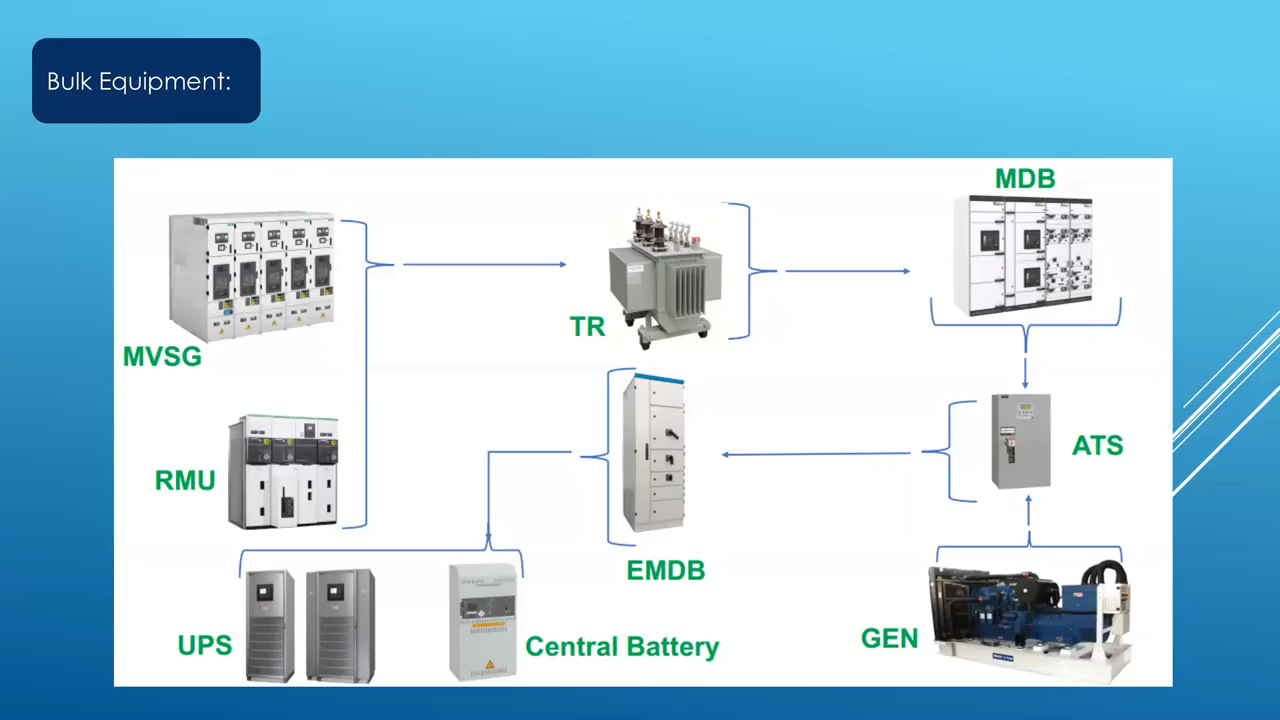 Bulk Equipment:
MDB
MVSG
TR
RMU
ATS
EMDB
UPS
Central Battery
GEN